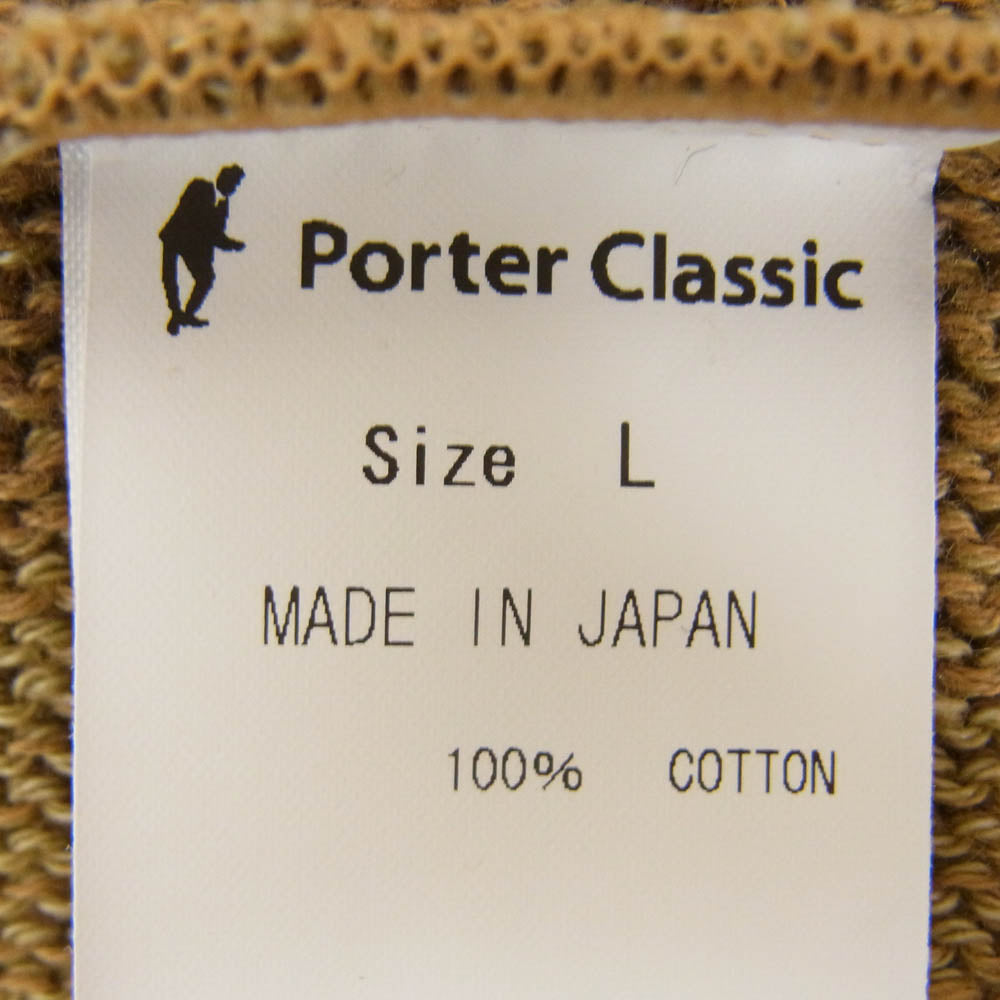 Porter Classic
Size L
MADE IN JAPAN
100% COTTON